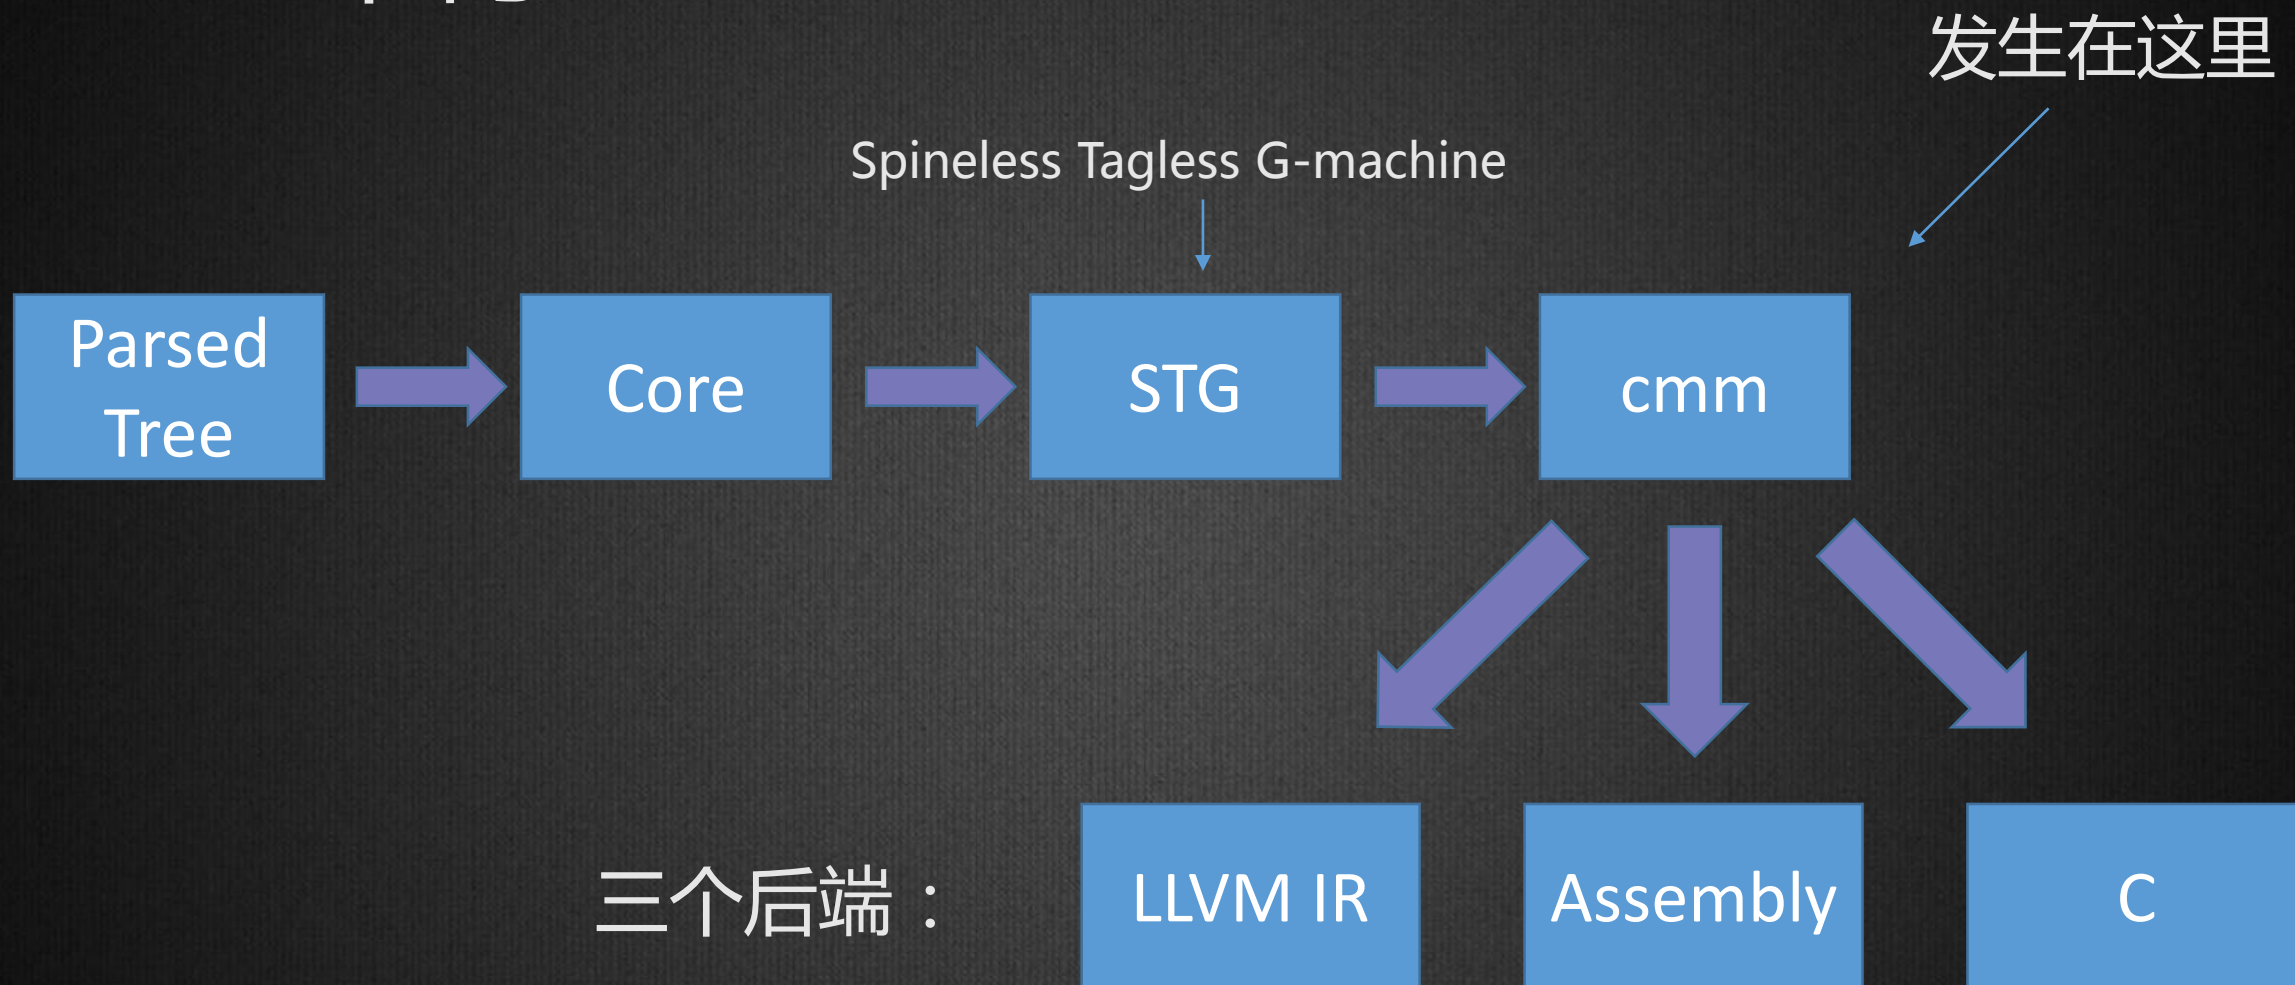 发生在这里
Spineless Tagless G-machine
Parsed
Tree
Core
STG
cmm
三个后端：
LLVM IR
Assembly
C